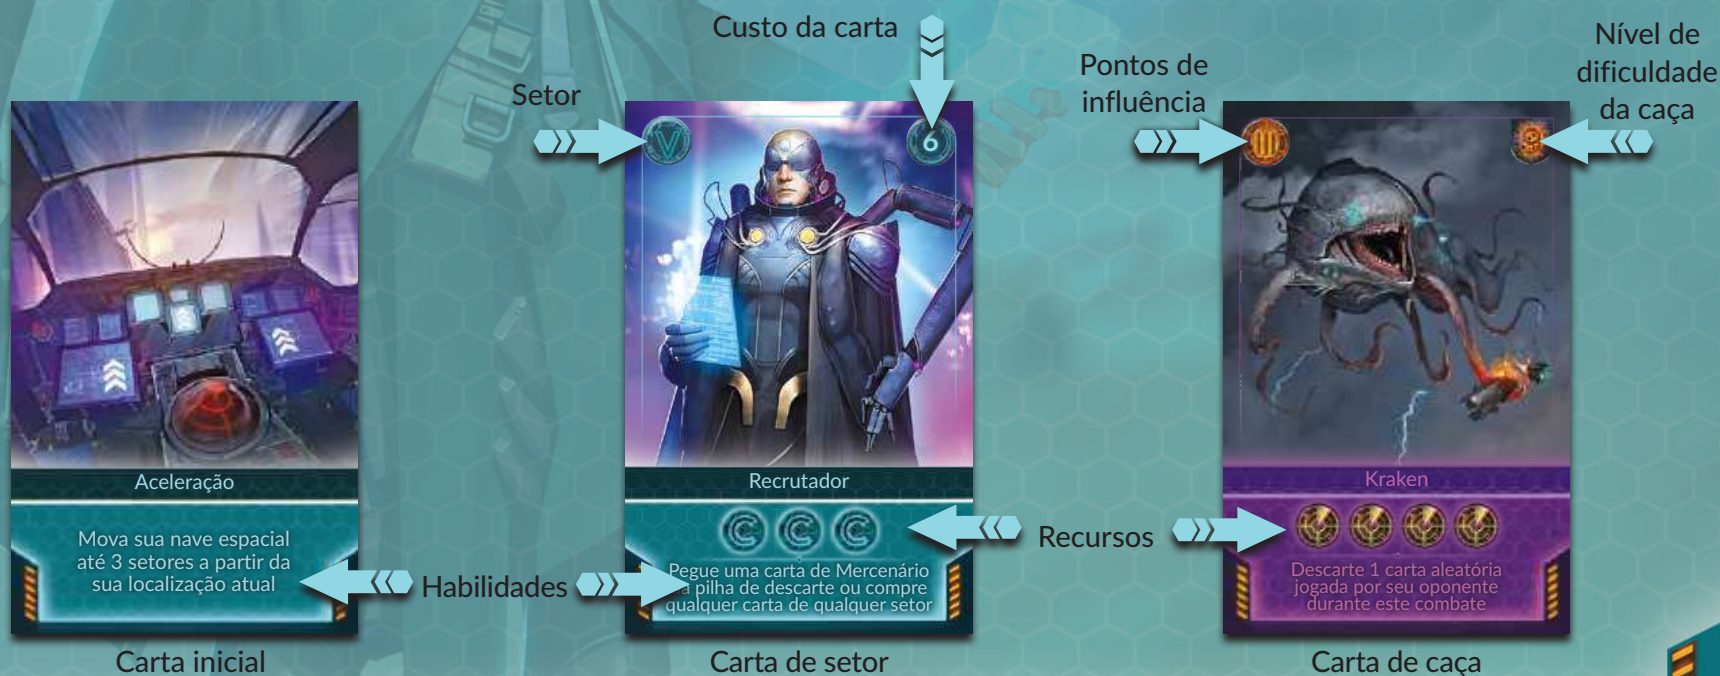 Custo da carta
Setor
Pontos de
influência
Nível de
dificuldade
da caça
V
6
III
Aceleração
Mova sua nave espacial
até 3 setores a partir da
sua localização atual
Recrutador
Pegue uma carta de Mercenário
pilha de descarte ou compre
qualquer carta de qualquer setor
Kraken
Descarte 1 carta aleatória
jogada por seu oponente
durante este combate
Recursos
Habilidades
Carta inicial
Carta de setor
Carta de caça